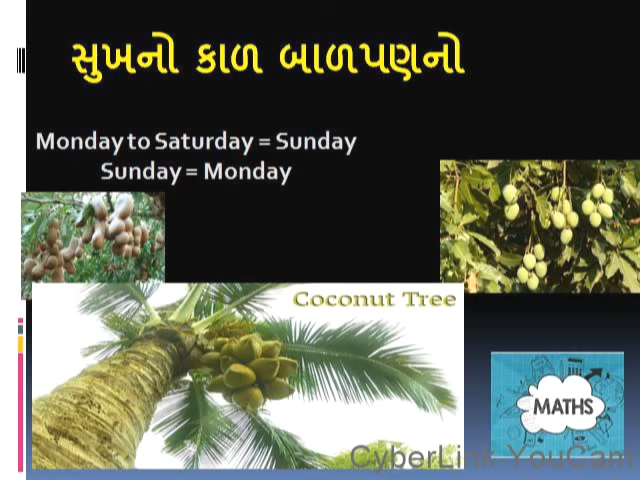 સુખનો કાળ બાળપણનો
Monday to Saturday = Sunday
Sunday = Monday
Coconut Tree
MATHS
CyberLink YouCam